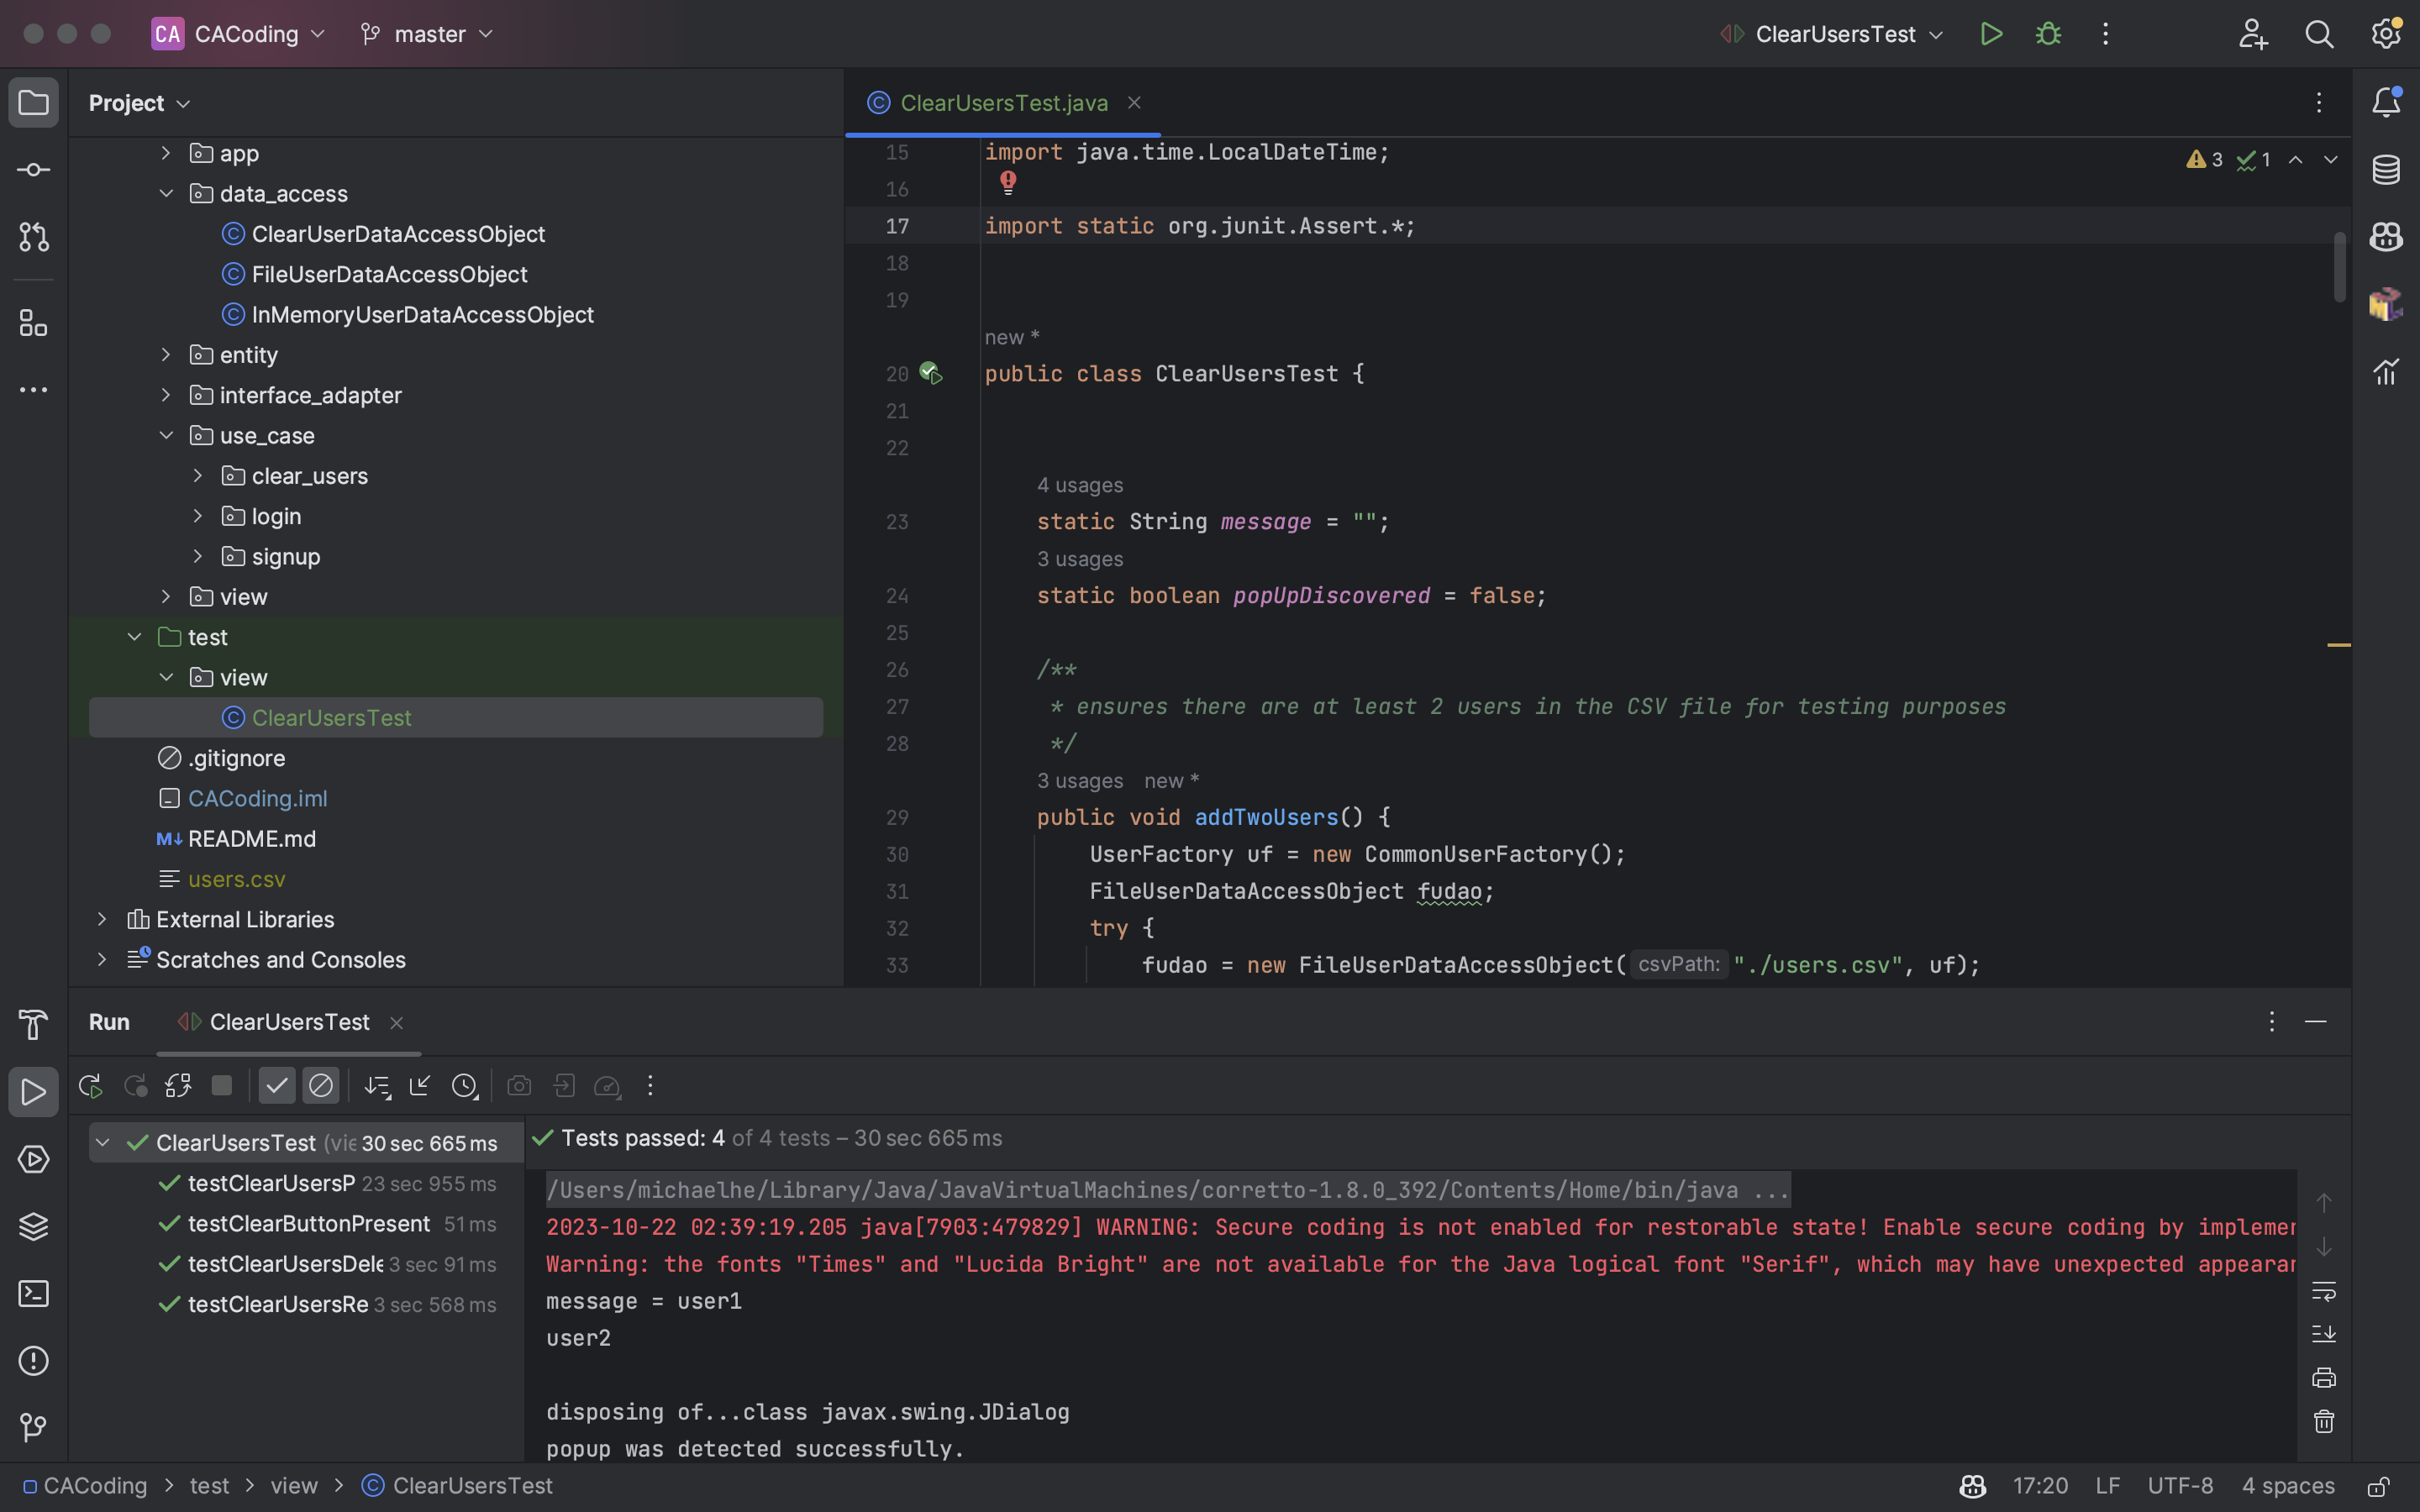 CA CACoding master ClearUsersTest
Project
app
data_access
ClearUserDataAccessObject
FileUserDataAccessObject
InMemoryUserDataAccessObject
entity
interface_adapter
use_case
clear_users
login
signup
view
test
view
ClearUsersTest
.gitignore
CACoding.iml
M↓ README.md
users.csv
External Libraries
Scratches and Consoles
ClearUsersTest.java
3 1
15 import java.time.LocalDateTime;
16
17 import static org.junit.Assert.*;
18
19
new *
20 public class ClearUsersTest {
21
22
4 usages
23 static String message = "";
3 usages
24 static boolean popUpDiscovered = false;
25
26 /**
27 * ensures there are at least 2 users in the CSV file for testing purposes
28 */
3 usages new *
29 public void addTwoUsers() {
30 UserFactory uf = new CommonUserFactory();
31 FileUserDataAccessObject fudao;
32 try {
33 fudao = new FileUserDataAccessObject( csvPath: "./users.csv", uf);
Run ClearUsersTest
ClearUsersTest (vie 30 sec 665 ms
testClearUsersP 23 sec 955 ms
testClearButtonPresent 51 ms
testClearUsersDele 3 sec 91 ms
testClearUsersRe 3 sec 568 ms
Tests passed: 4 of 4 tests – 30 sec 665 ms
/Users/michaelhe/Library/Java/JavaVirtualMachines/corretto-1.8.0_392/Contents/Home/bin/java ...
2023-10-22 02:39:19.205 java[7903:479829] WARNING: Secure coding is not enabled for restorable state! Enable secure coding by implemen
Warning: the fonts "Times" and "Lucida Bright" are not available for the Java logical font "Serif", which may have unexpected appearan
message = user1
user2
disposing of...class javax.swing.JDialog
popup was detected successfully.
CACoding > test > view > ClearUsersTest 17:20 LF UTF-8 4 spaces